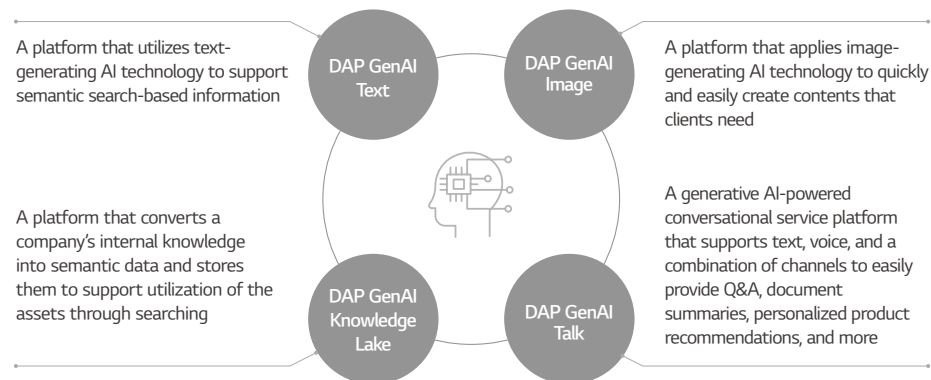 A platform that utilizes text-
generating AI technology to support
semantic search-based information
DAP GenAI
Text
DAP GenAI
Image
A platform that applies image-
generating AI technology to quickly
and easily create contents that
clients need
A platform that converts a
company's internal knowledge
into semantic data and stores
them to support utilization of the
assets through searching
DAP GenAI
Knowledge
Lake
DAP GenAI
Talk
A generative AI-powered
conversational service platform
that supports text, voice, and a
combination of channels to easily
provide Q&A, document
summaries, personalized product
recommendations, and more